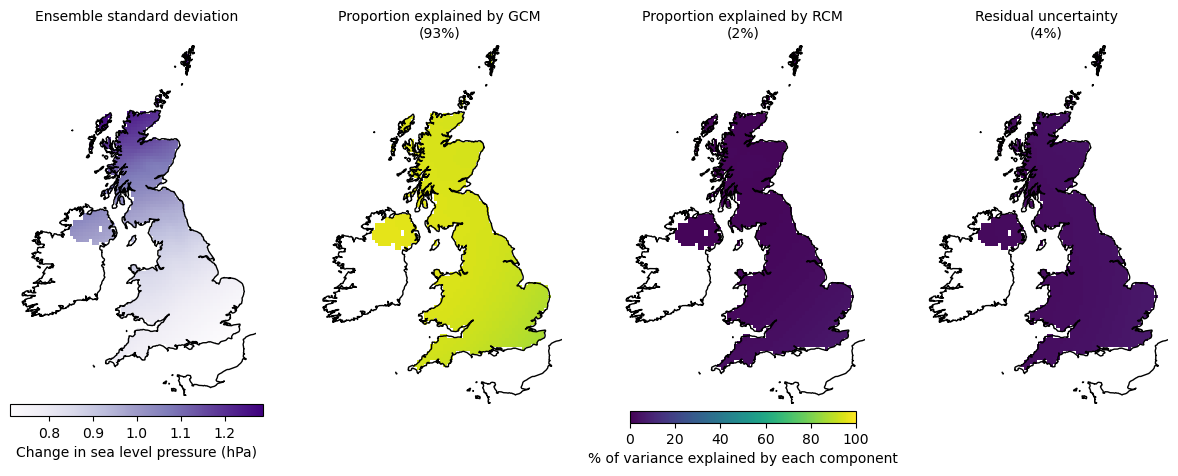 Ensemble standard deviation
Proportion explained by GCM
(93%)
Proportion explained by RCM
(2%)
Residual uncertainty
(4%)
0.8 0.9 1.0 1.1 1.2
Change in sea level pressure (hPa)
0 20 40 60 80 100
% of variance explained by each component